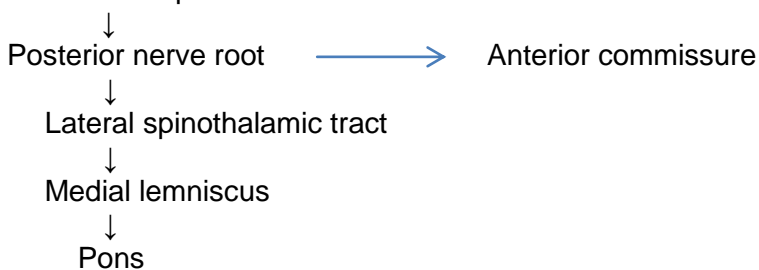 ↓
Posterior nerve root → Anterior commissure
↓
Lateral spinothalamic tract
↓
Medial lemniscus
↓
Pons